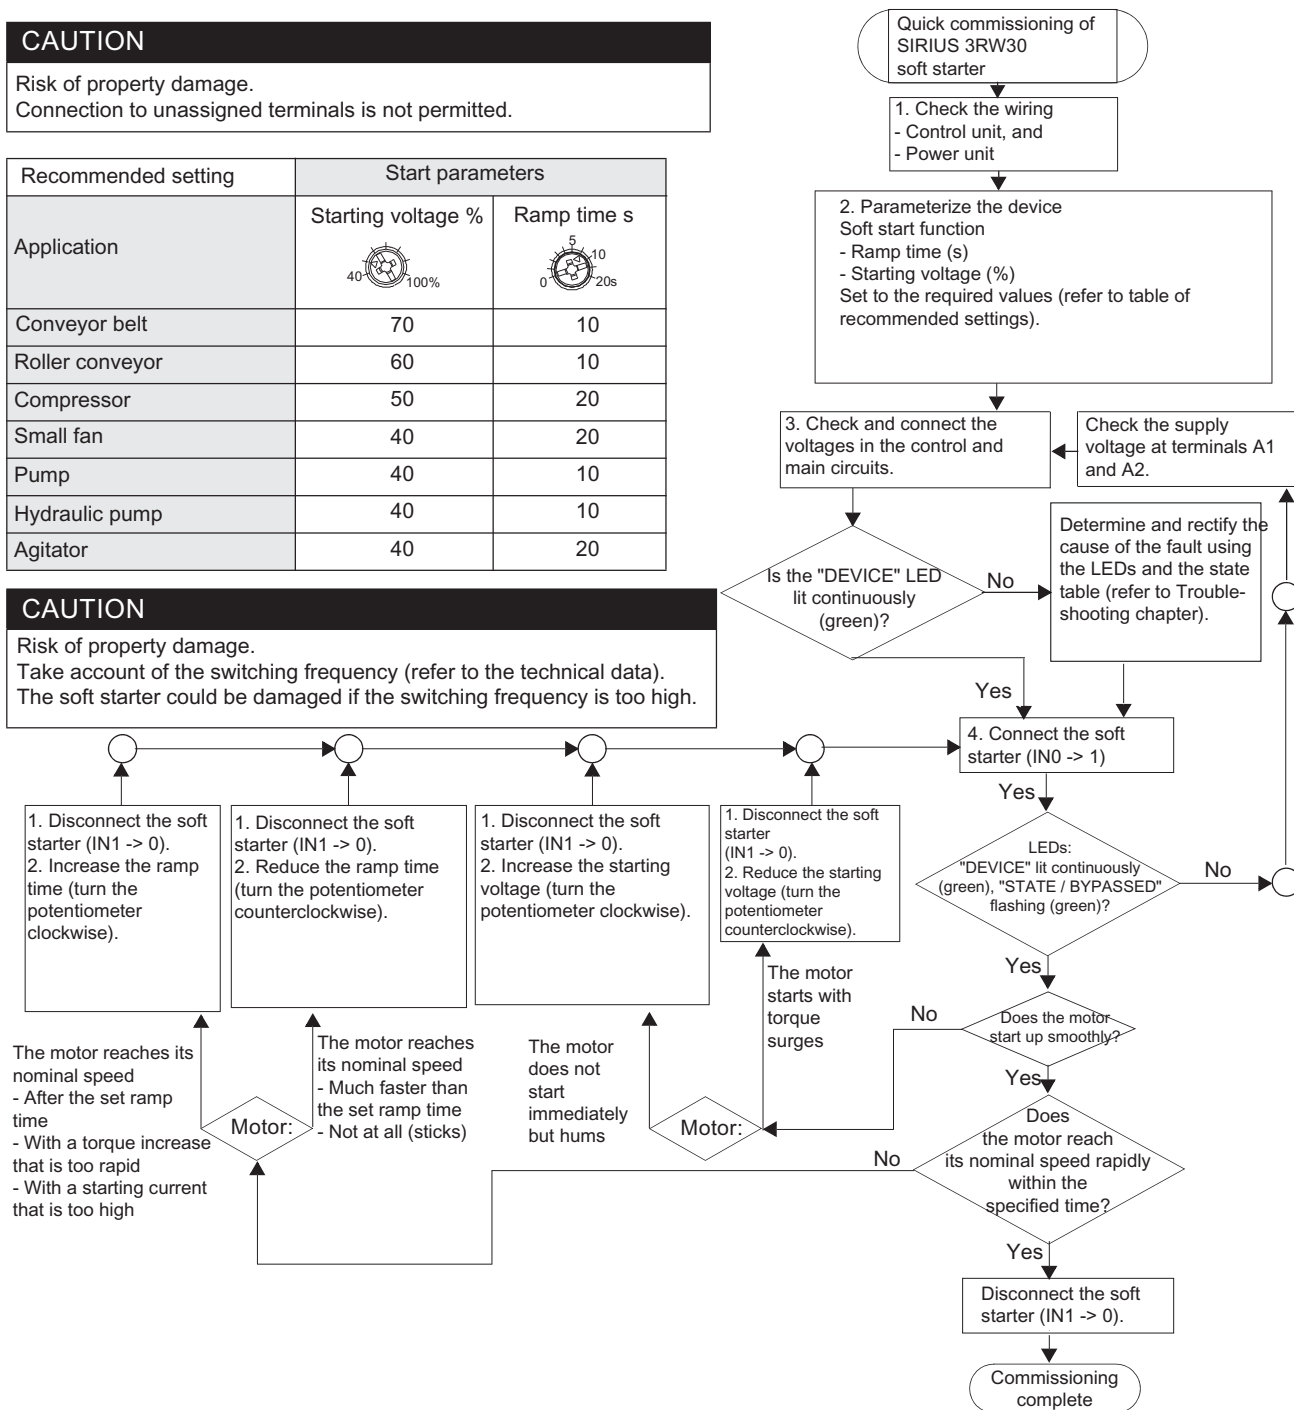 CAUTION
Risk of property damage.
Connection to unassigned terminals is not permitted.
Recommended setting
Start parameters
Application
Starting voltage %
40
100%
Ramp time s
0
5
10
20s
Conveyor belt 70 10
Roller conveyor 60 10
Compressor 50 20
Small fan 40 20
Pump 40 10
Hydraulic pump 40 10
Agitator 40 20
CAUTION
Risk of property damage.
Take account of the switching frequency (refer to the technical data).
The soft starter could be damaged if the switching frequency is too high.
Quick commissioning of
SIRIUS 3RW30
soft starter
1. Check the wiring
- Control unit, and
- Power unit
2. Parameterize the device
Soft start function
- Ramp time (s)
- Starting voltage (%)
Set to the required values (refer to table of
recommended settings).
3. Check and connect the
voltages in the control and
main circuits.
Check the supply
voltage at terminals A1
and A2.
Is the "DEVICE" LED
lit continuously
(green)?
No
Determine and rectify the
cause of the fault using
the LEDs and the state
table (refer to Trouble-
shooting chapter).
Yes
4. Connect the soft
starter (IN0 -> 1)
Yes
LEDs:
"DEVICE" lit continuously
(green), "STATE / BYPASSED"
flashing (green)?
No
Yes
Does the motor
start up smoothly?
No
Yes
Does
the motor reach
its nominal speed rapidly
within the
specified time?
No
Yes
Disconnect the soft
starter (IN1 -> 0).
Commissioning
complete
1. Disconnect the soft
starter (IN1 -> 0).
2. Increase the ramp
time (turn the
potentiometer
clockwise).
1. Disconnect the soft
starter (IN1 -> 0).
2. Reduce the ramp time
(turn the potentiometer
counterclockwise).
1. Disconnect the soft
starter (IN1 -> 0).
2. Increase the starting
voltage (turn the
potentiometer clockwise).
1. Disconnect the soft
starter
(IN1 -> 0).
2. Reduce the starting
voltage (turn the
potentiometer
counterclockwise).
The motor reaches its
nominal speed
- After the set ramp
time
- With a torque increase
that is too rapid
- With a starting current
that is too high
Motor:
The motor reaches
its nominal speed
- Much faster than
the set ramp time
- Not at all (sticks)
The motor
does not
start
immediately
but hums
Motor:
The motor
starts with
torque
surges